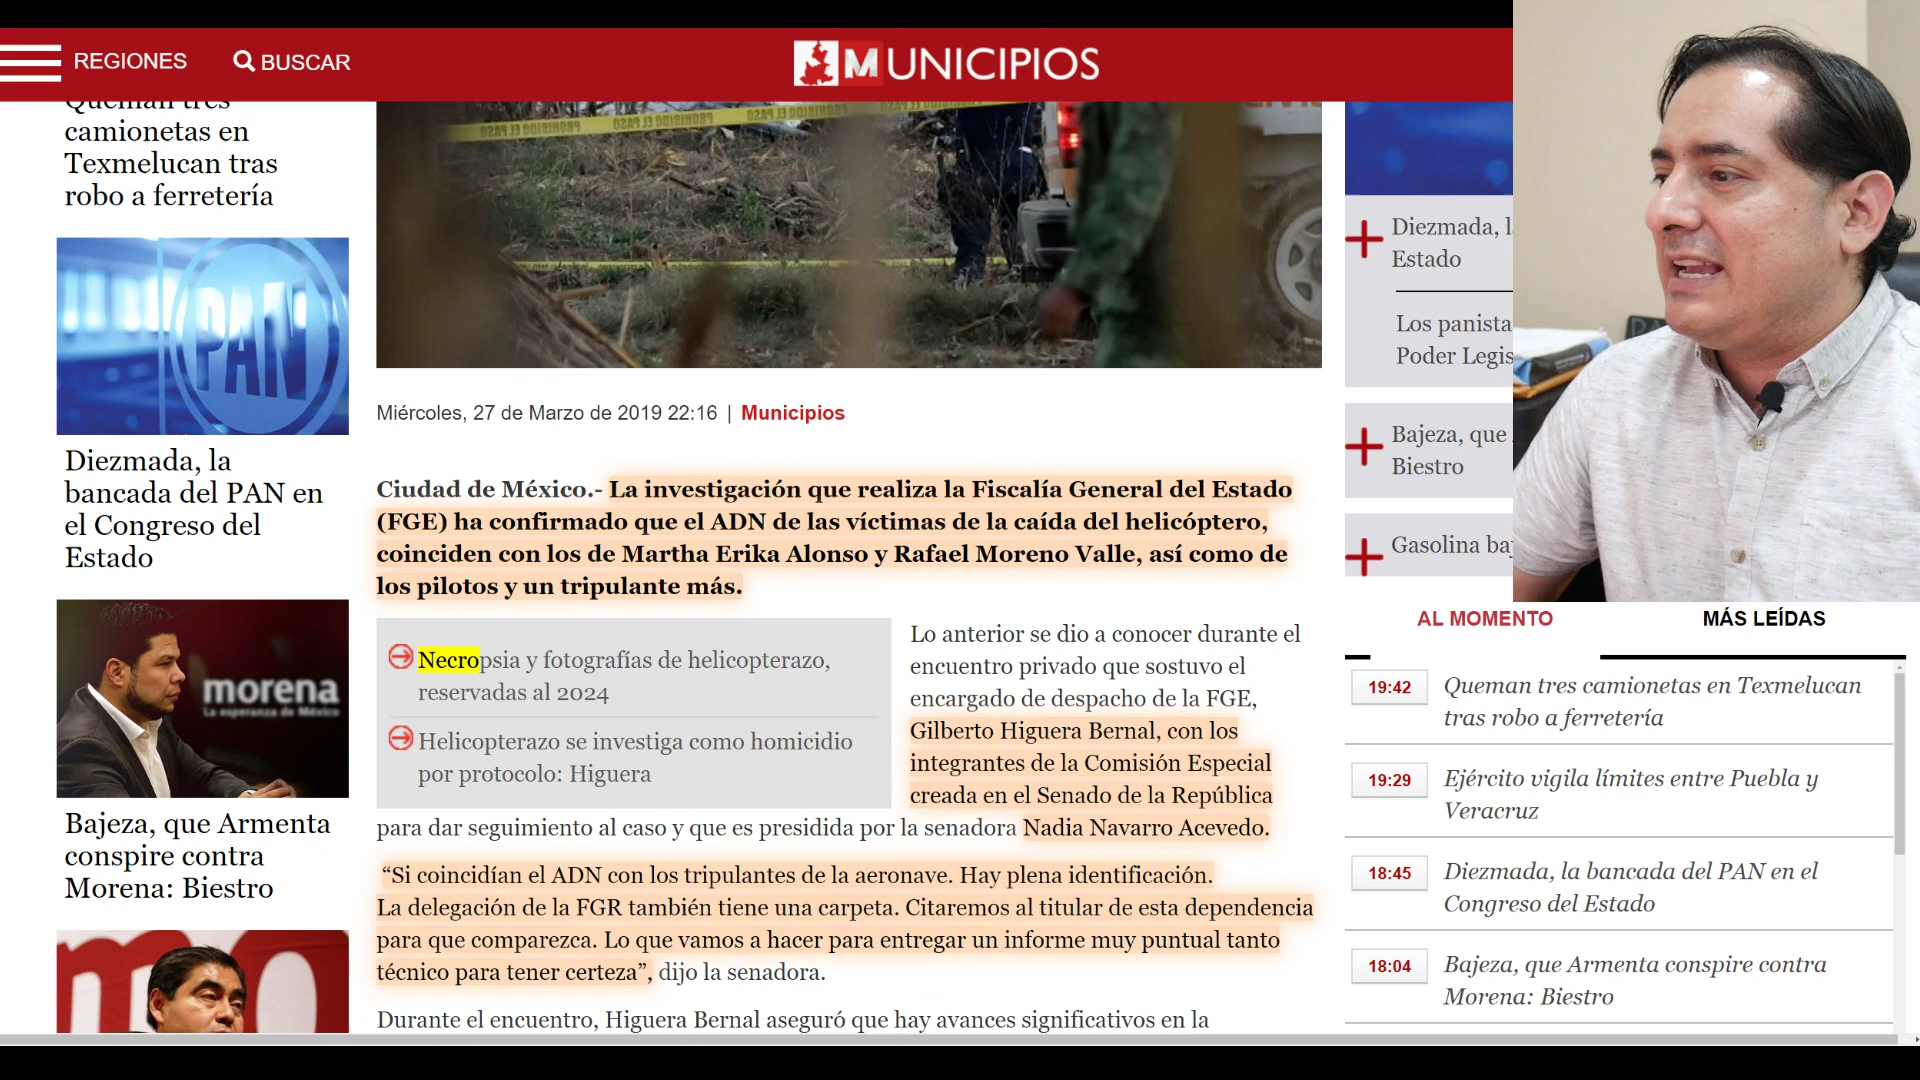 REGIONES
BUSCAR
MUNICIPIOS
Queman tres
camionetas en
Texmelucan tras
robo a ferretería
PAN
Diezmada, la
bancada del PAN en
el Congreso del
Estado
morena
La esperanza de México
Bajeza, que Armenta
conspire contra
Morena: Biestro
PROHIBIDO EL PASO
Miércoles, 27 de Marzo de 2019 22:16 | Municipios
Ciudad de México.- La investigación que realiza la Fiscalía General del Estado
(FGE) ha confirmado que el ADN de las víctimas de la caída del helicóptero,
coinciden con los de Martha Erika Alonso y Rafael Moreno Valle, así como de
los pilotos y un tripulante más.
Necropsia y fotografías de helicopterazo,
reservadas al 2024
Helicopterazo se investiga como homicidio
por protocolo: Higuera
Lo anterior se dio a conocer durante el
encuentro privado que sostuvo el
encargado de despacho de la FGE,
Gilberto Higuera Bernal, con los
integrantes de la Comisión Especial
creada en el Senado de la República
para dar seguimiento al caso y que es presidida por la senadora Nadia Navarro Acevedo.
“Si coincidían el ADN con los tripulantes de la aeronave. Hay plena identificación.
La delegación de la FGR también tiene una carpeta. Citaremos al titular de esta dependencia
para que comparezca. Lo que vamos a hacer para entregar un informe muy puntual tanto
técnico para tener certeza”, dijo la senadora.
Durante el encuentro, Higuera Bernal aseguró que hay avances significativos en la
Diezmada,
Estado
Los panista
Poder Legis
Bajeza, que
Biestro
Gasolina
AL MOMENTO
MÁS LEÍDAS
19:42 Queman tres camionetas en Texmelucan
tras robo a ferretería
19:29 Ejército vigila límites entre Puebla y
Veracruz
18:45 Diezmada, la bancada del PAN en el
Congreso del Estado
18:04 Bajeza, que Armenta conspire contra
Morena: Biestro